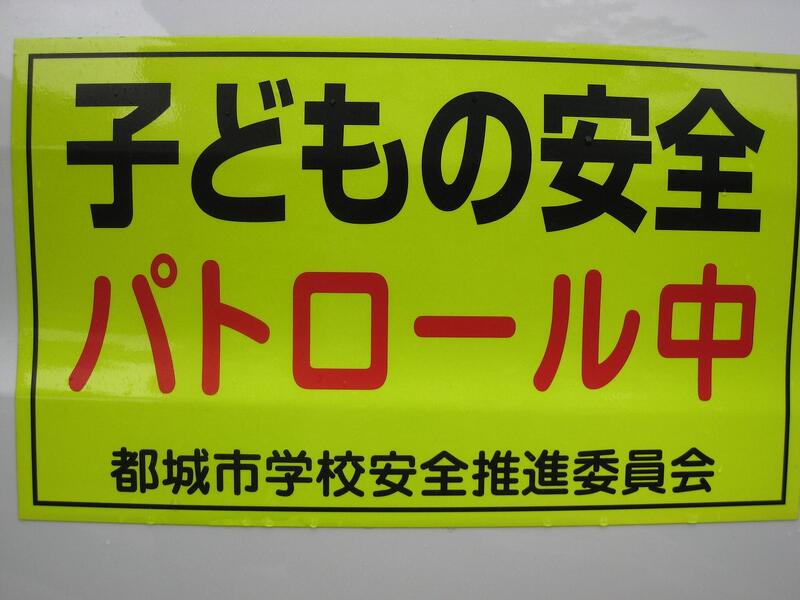 子どもの安全
パトロール中
都城市学校安全推進委員会